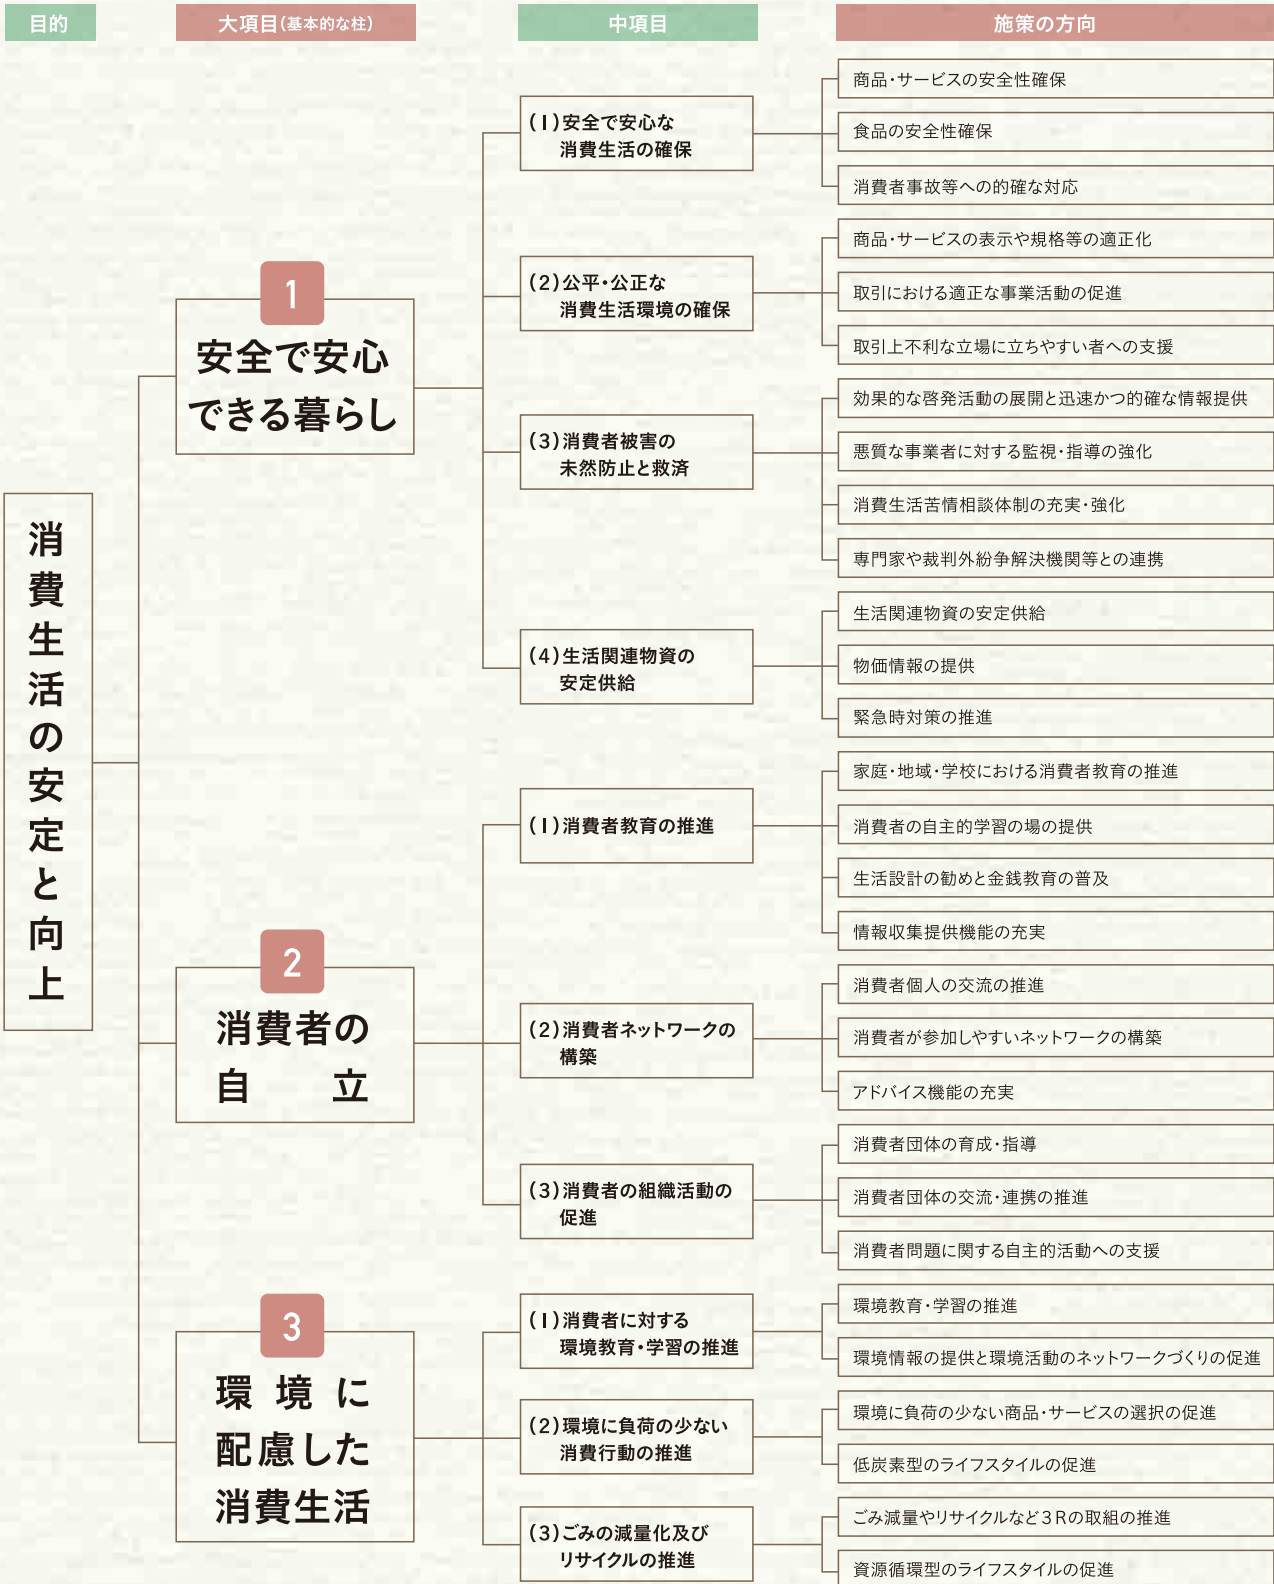 目的
大項目(基本的な柱)
中項目
施策の方向
消費生活の安定と向上
1
安全で安心
できる暮らし
(1)安全で安心な
消費生活の確保
商品・サービスの安全性確保
食品の安全性確保
消費者事故等への的確な対応
(2)公平・公正な
消費生活環境の確保
商品・サービスの表示や規格等の適正化
取引における適正な事業活動の促進
取引上不利な立場に立ちやすい者への支援
(3)消費者被害の
未然防止と救済
効果的な啓発活動の展開と迅速かつ的確な情報提供
悪質な事業者に対する監視・指導の強化
消費生活苦情相談体制の充実・強化
専門家や裁判外紛争解決機関等との連携
(4)生活関連物資の
安定供給
生活関連物資の安定供給
物価情報の提供
緊急時対策の推進
2
消費者の
自 立
(1)消費者教育の推進
家庭・地域・学校における消費者教育の推進
消費者の自主的学習の場の提供
生活設計の勧めと金銭教育の普及
情報収集提供機能の充実
(2)消費者ネットワークの
構築
消費者個人の交流の推進
消費者が参加しやすいネットワークの構築
アドバイス機能の充実
(3)消費者の組織活動の
促進
消費者団体の育成・指導
消費者団体の交流・連携の推進
消費者問題に関する自主的活動への支援
3
環 境 に
配慮した
消費生活
(1)消費者に対する
環境教育・学習の推進
環境教育・学習の推進
環境情報の提供と環境活動のネットワークづくりの促進
(2)環境に負荷の少ない
消費行動の推進
環境に負荷の少ない商品・サービスの選択の促進
低炭素型のライフスタイルの促進
(3)ごみの減量化及び
リサイクルの推進
ごみ減量やリサイクルなど3Rの取組の推進
資源循環型のライフスタイルの促進